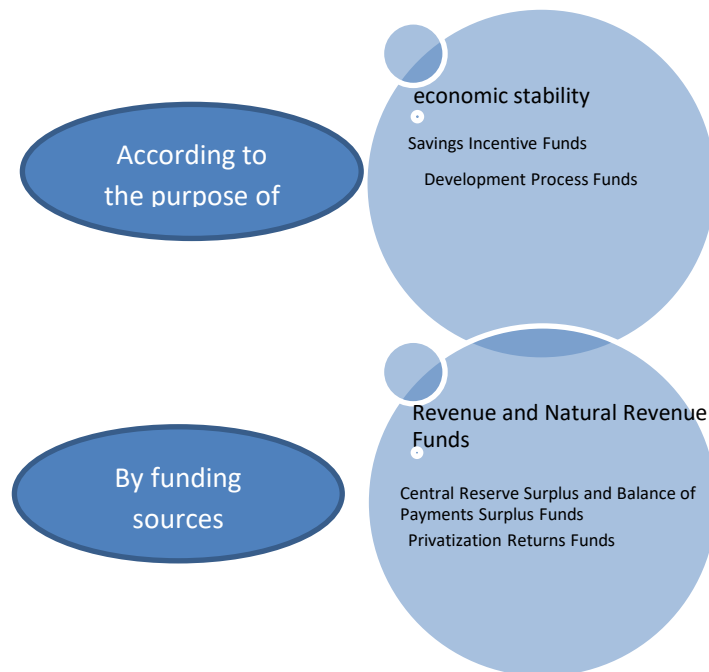 According to
the purpose of
economic stability
Savings Incentive Funds
Development Process Funds
By funding
sources
Revenue and Natural Revenue
Funds
Central Reserve Surplus and Balance of
Payments Surplus Funds
Privatization Returns Funds